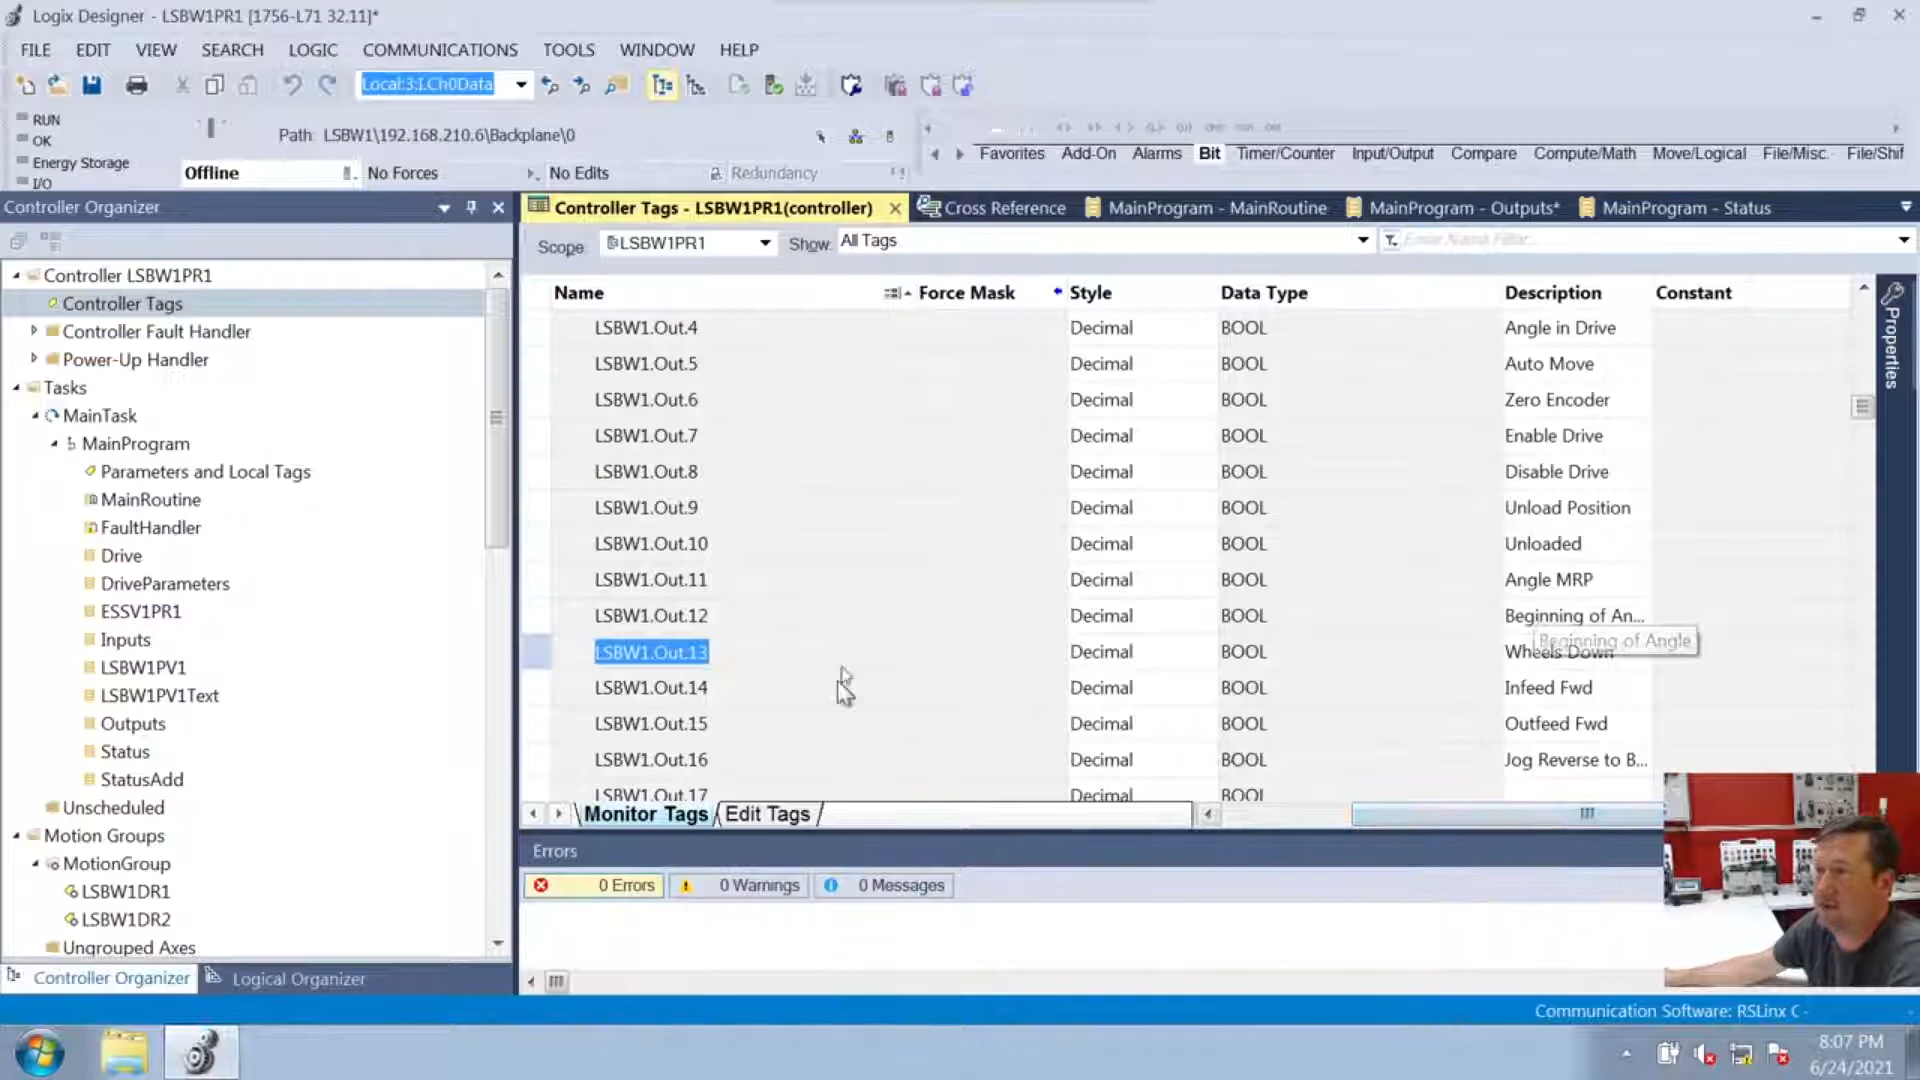 Logix Designer - LSBW1PR1 [1756-L71 32.11]*
FILE EDIT VIEW SEARCH LOGIC COMMUNICATIONS TOOLS WINDOW HELP
Local:3:I.Ch0Data
RUN
OK
Energy Storage
I/O
Path: LSBW1\192.168.210.6\Backplane\0
Offline No Forces No Edits Redundancy
Favorites Add-On Alarms Bit Timer/Counter Input/Output Compare Compute/Math Move/Logical File/Misc. File/Shif
Controller Organizer
Controller Tags - LSBW1PR1(controller) Cross Reference MainProgram - MainRoutine MainProgram - Outputs* MainProgram - Status
Scope: LSBW1PR1 Show: All Tags Enter Name Filter...
Controller LSBW1PR1
Controller Tags
Controller Fault Handler
Power-Up Handler
Tasks
MainTask
MainProgram
Parameters and Local Tags
MainRoutine
FaultHandler
Drive
DriveParameters
ESSV1PR1
Inputs
LSBW1PV1
LSBW1PV1Text
Outputs
Status
StatusAdd
Unscheduled
Motion Groups
MotionGroup
LSBW1DR1
LSBW1DR2
Ungrouped Axes
Controller Organizer Logical Organizer
Name Force Mask Style Data Type Description Constant
LSBW1.Out.4 Decimal BOOL Angle in Drive
LSBW1.Out.5 Decimal BOOL Auto Move
LSBW1.Out.6 Decimal BOOL Zero Encoder
LSBW1.Out.7 Decimal BOOL Enable Drive
LSBW1.Out.8 Decimal BOOL Disable Drive
LSBW1.Out.9 Decimal BOOL Unload Position
LSBW1.Out.10 Decimal BOOL Unloaded
LSBW1.Out.11 Decimal BOOL Angle MRP
LSBW1.Out.12 Decimal BOOL Beginning of An...
Beginning of Angle
LSBW1.Out.13 Decimal BOOL Wheels Down
LSBW1.Out.14 Decimal BOOL Infeed Fwd
LSBW1.Out.15 Decimal BOOL Outfeed Fwd
LSBW1.Out.16 Decimal BOOL Jog Reverse to B...
LSBW1.Out.17 Decimal BOOL
Properties
Monitor Tags Edit Tags
Errors
0 Errors 0 Warnings 0 Messages
Communication Software: RSLinx C
8:07 PM
6/24/2021